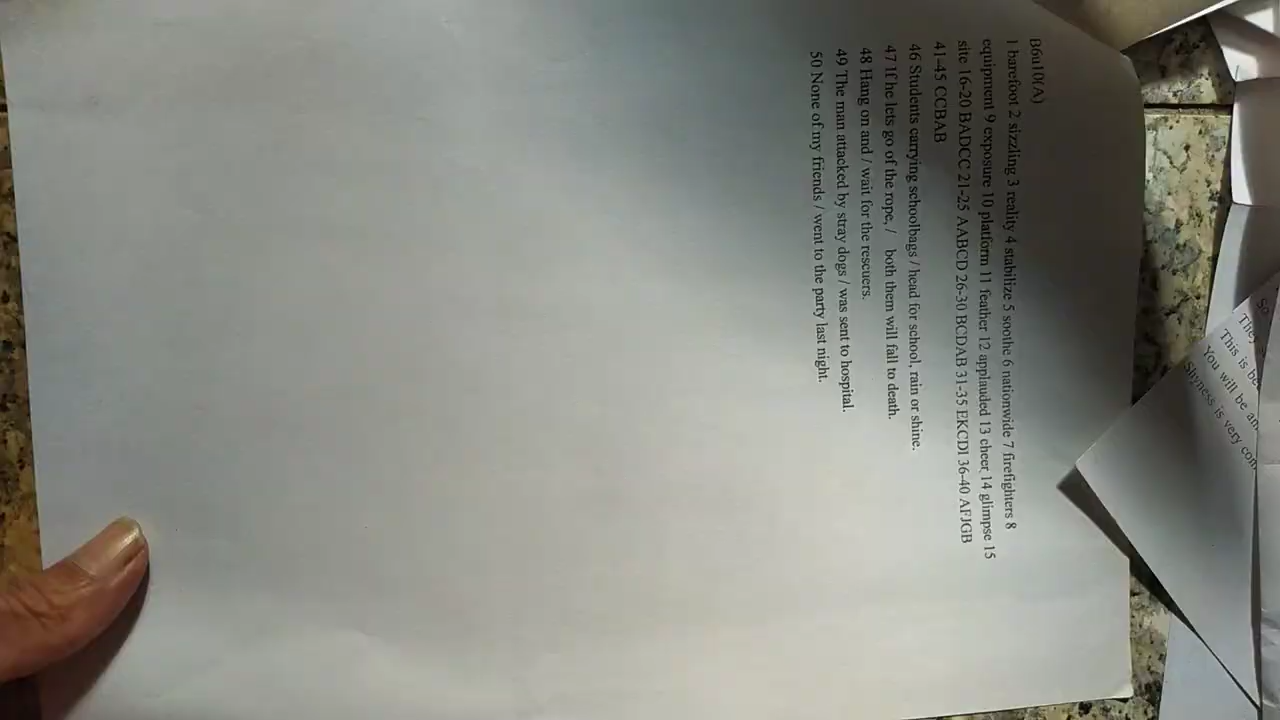 B6u10(A)
1 barefoot 2 sizzling 3 reality 4 stabilize 5 soothe 6 nationwide 7 firefighters 8
equipment 9 exposure 10 platform 11 feather 12 applauded 13 cheer 14 glimpse 15
site 16-20 BADCC 21-25 AABCD 26-30 BCDAB 31-35 EKCDI 36-40 AFJGB
41-45 CCBAB
46 Students carrying schoolbags / head for school, rain or shine.
47 If he lets go of the rope, / both them will fall to death.
48 Hang on and / wait for the rescuers.
49 The man attacked by stray dogs / was sent to hospital.
50 None of my friends / went to the party last night.
So
They
This is
You will be
Shyness is very